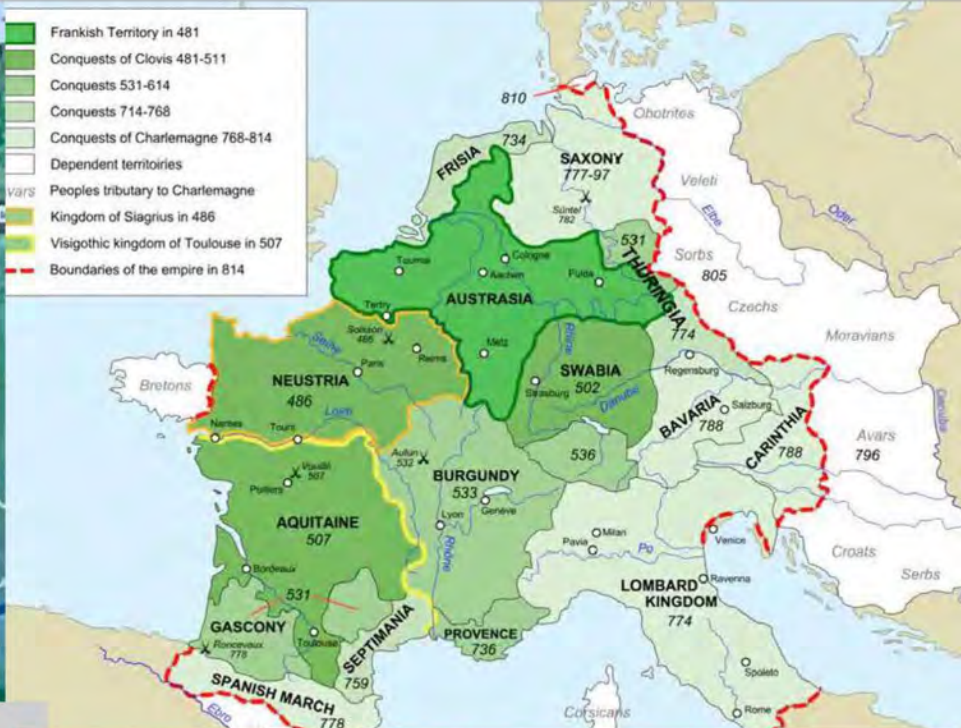 Frankish Territory in 481
Conquests of Clovis 481-511
Conquests 531-614
Conquests 714-768
Conquests of Charlemagne 768-814
Dependent territoiries
vars Peoples tributary to Charlemagne
Kingdom of Siagrius in 486
Visigothic kingdom of Toulouse in 507
Boundaries of the empire in 814
810
Obotrites
734
FRISIA
SAXONY
777-97
Veleti
Süntel
782
Elbe
Oder
531
Sorbs
805
Tournai
Cologne
Aachen
Fulda
THURINGIA
AUSTRASIA
Czechs
Tertry
774
Moravians
Soisson
486
Seine
Reims
Metz
Rhine
Paris
SWABIA
502
Regensburg
Bretons
NEUSTRIA
486
Strasburg
Danube
Loire
BAVARIA
788
Salzburg
Danube
CARINTHIA
788
Nantes
Tours
Avars
796
Autun
532
536
Vouillé
507
BURGUNDY
533
Poitiers
Genève
AQUITAINE
507
Lyon
Milan
Pavia
Po
Venice
Rhône
Croats
Bordeaux
Serbs
LOMBARD
KINGDOM
774
Ravenna
531
GASCONY
SEPTIMANIA
759
Toulouse
PROVENCE
736
Roncevaux
778
Spoleto
SPANISH MARCH
778
Ebro
Corsicans
Rome